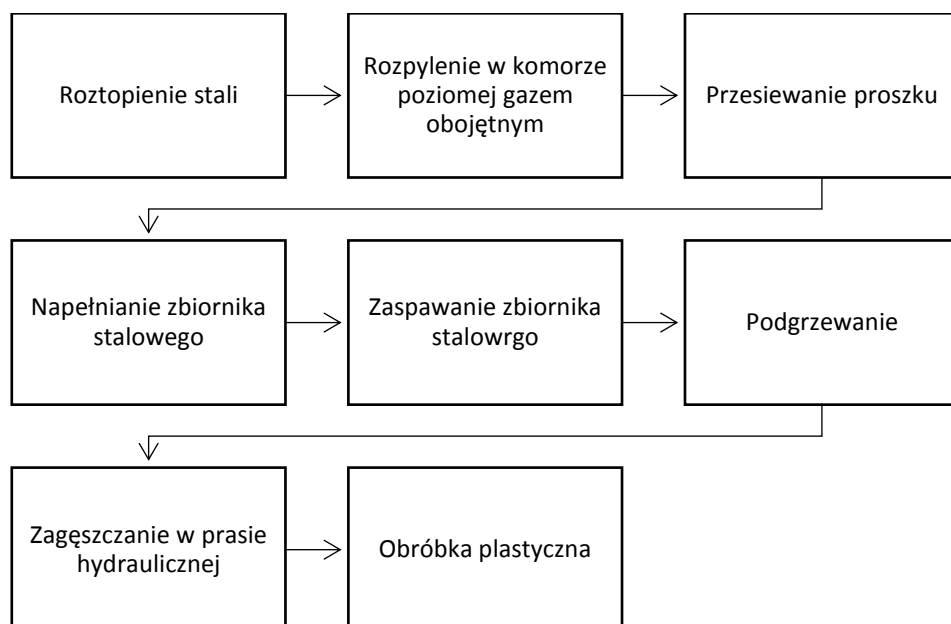 Roztopienie stali
Rozpylenie w komorze
poziomej gazem
obojętnym
Przesiewanie proszku
Napełnianie zbiornika
stalowego
Zaspawanie zbiornika
stalowrgo
Podgrzewanie
Zagęszczanie w prasie
hydraulicznej
Obróbka plastyczna